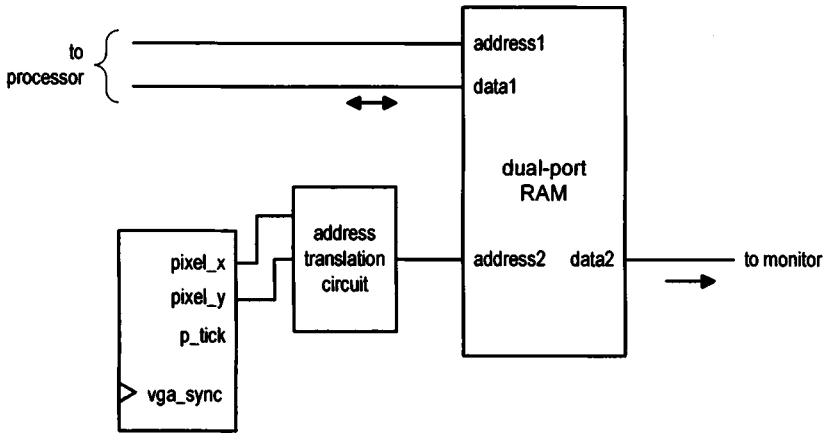 to
processor
address1
data1
dual-port
RAM
address
translation
circuit
pixel_x
pixel_y
p_tick
vga_sync
address2
data2
to monitor